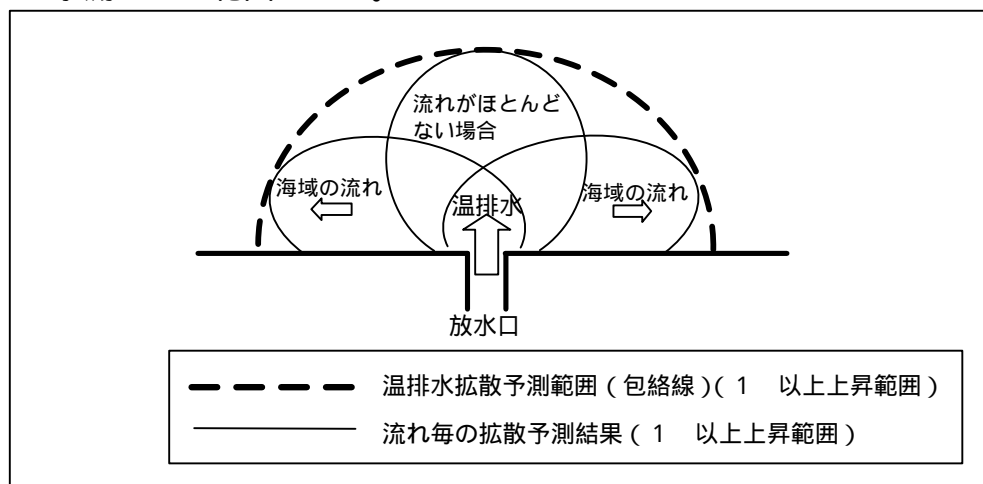 流れがほとんど
ない場合
海域の流れ
温排水
海域の流れ
放水口
温排水拡散予測範囲(包絡線)(1 以上上昇範囲)
流れ毎の拡散予測結果(1 以上上昇範囲)